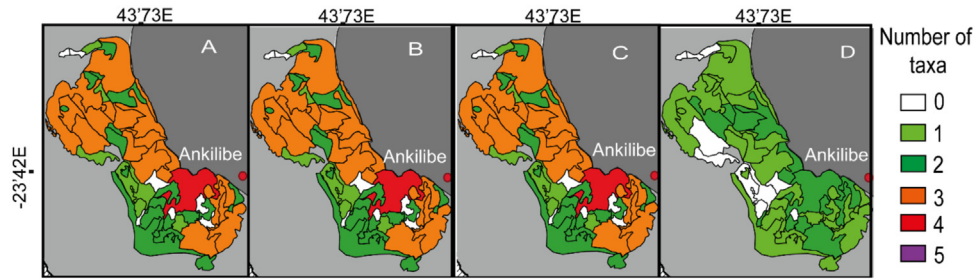 43'73E 43'73E 43'73E 43'73E
A B C D
Ankilibe Ankilibe Ankilibe Ankilibe
-23'42E
Number of
taxa
0
1
2
3
4
5